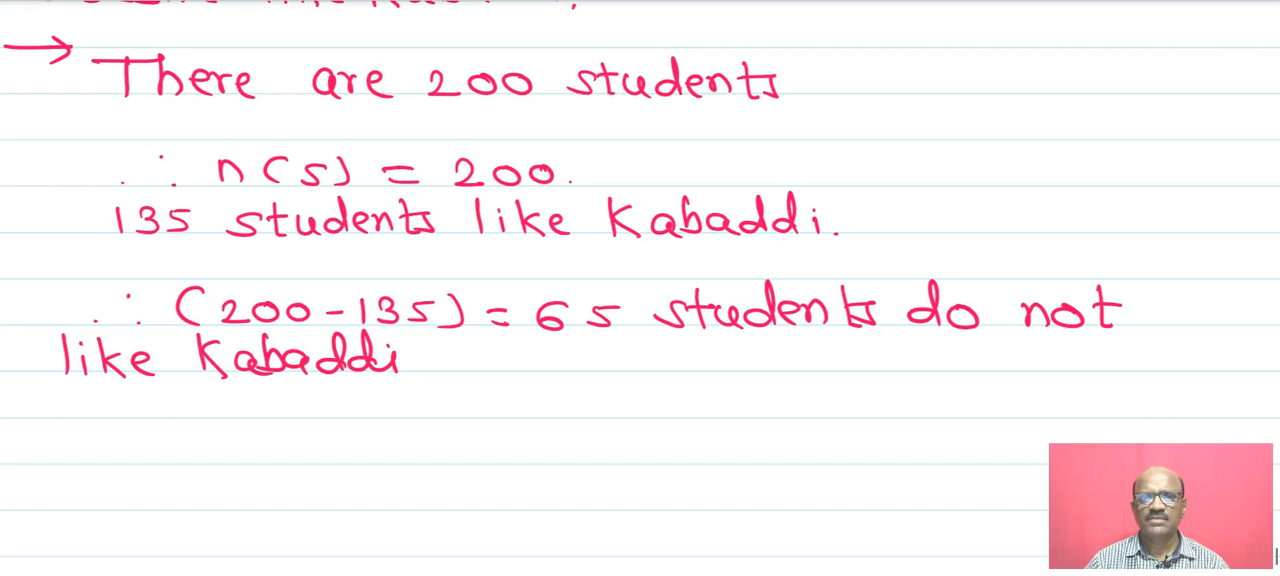 → There are 200 students
∴ n(s) = 200.
135 students like Kabaddi.
∴ (200-135) = 65 students do not
like Kabaddi